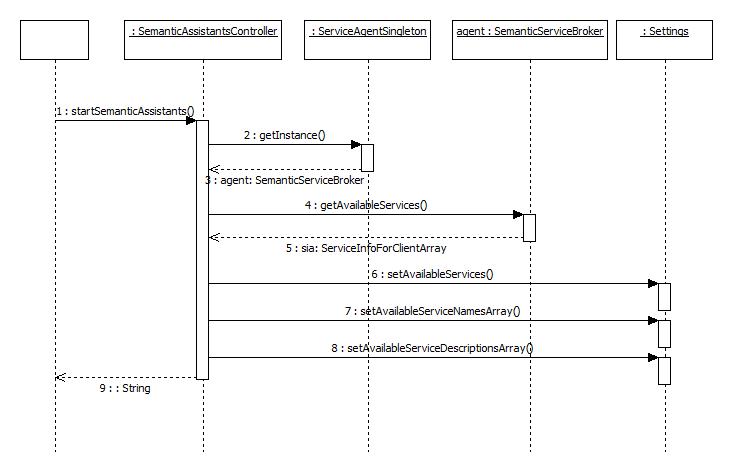 : SemanticAssistantsController
: ServiceAgentSingleton
agent : SemanticServiceBroker
: Settings
1 : startSemanticAssistants()
2 : getInstance()
3 : agent: SemanticServiceBroker
4 : getAvailableServices()
5 : sia: ServiceInfoForClientArray
6 : setAvailableServices()
7 : setAvailableServiceNamesArray()
8 : setAvailableServiceDescriptionsArray()
9 : : String